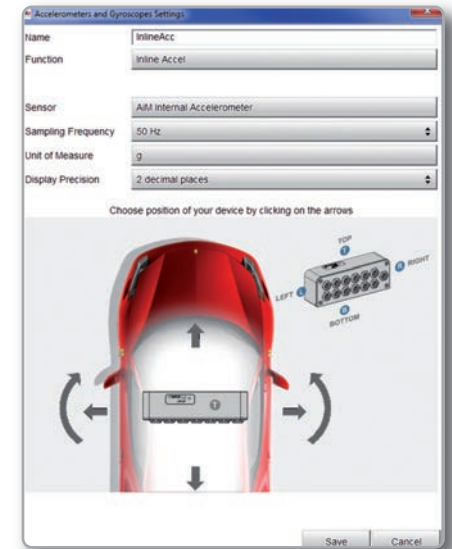 Accelerometers and Gyroscopes Settings
Name InlineAcc
Function Inline Accel
Sensor AiM Internal Accelerometer
Sampling Frequency 50 Hz
Unit of Measure g
Display Precision 2 decimal places
Choose position of your device by clicking on the arrows
TOP
T
R RIGHT
LEFT L
B
BOTTOM
T
Save Cancel